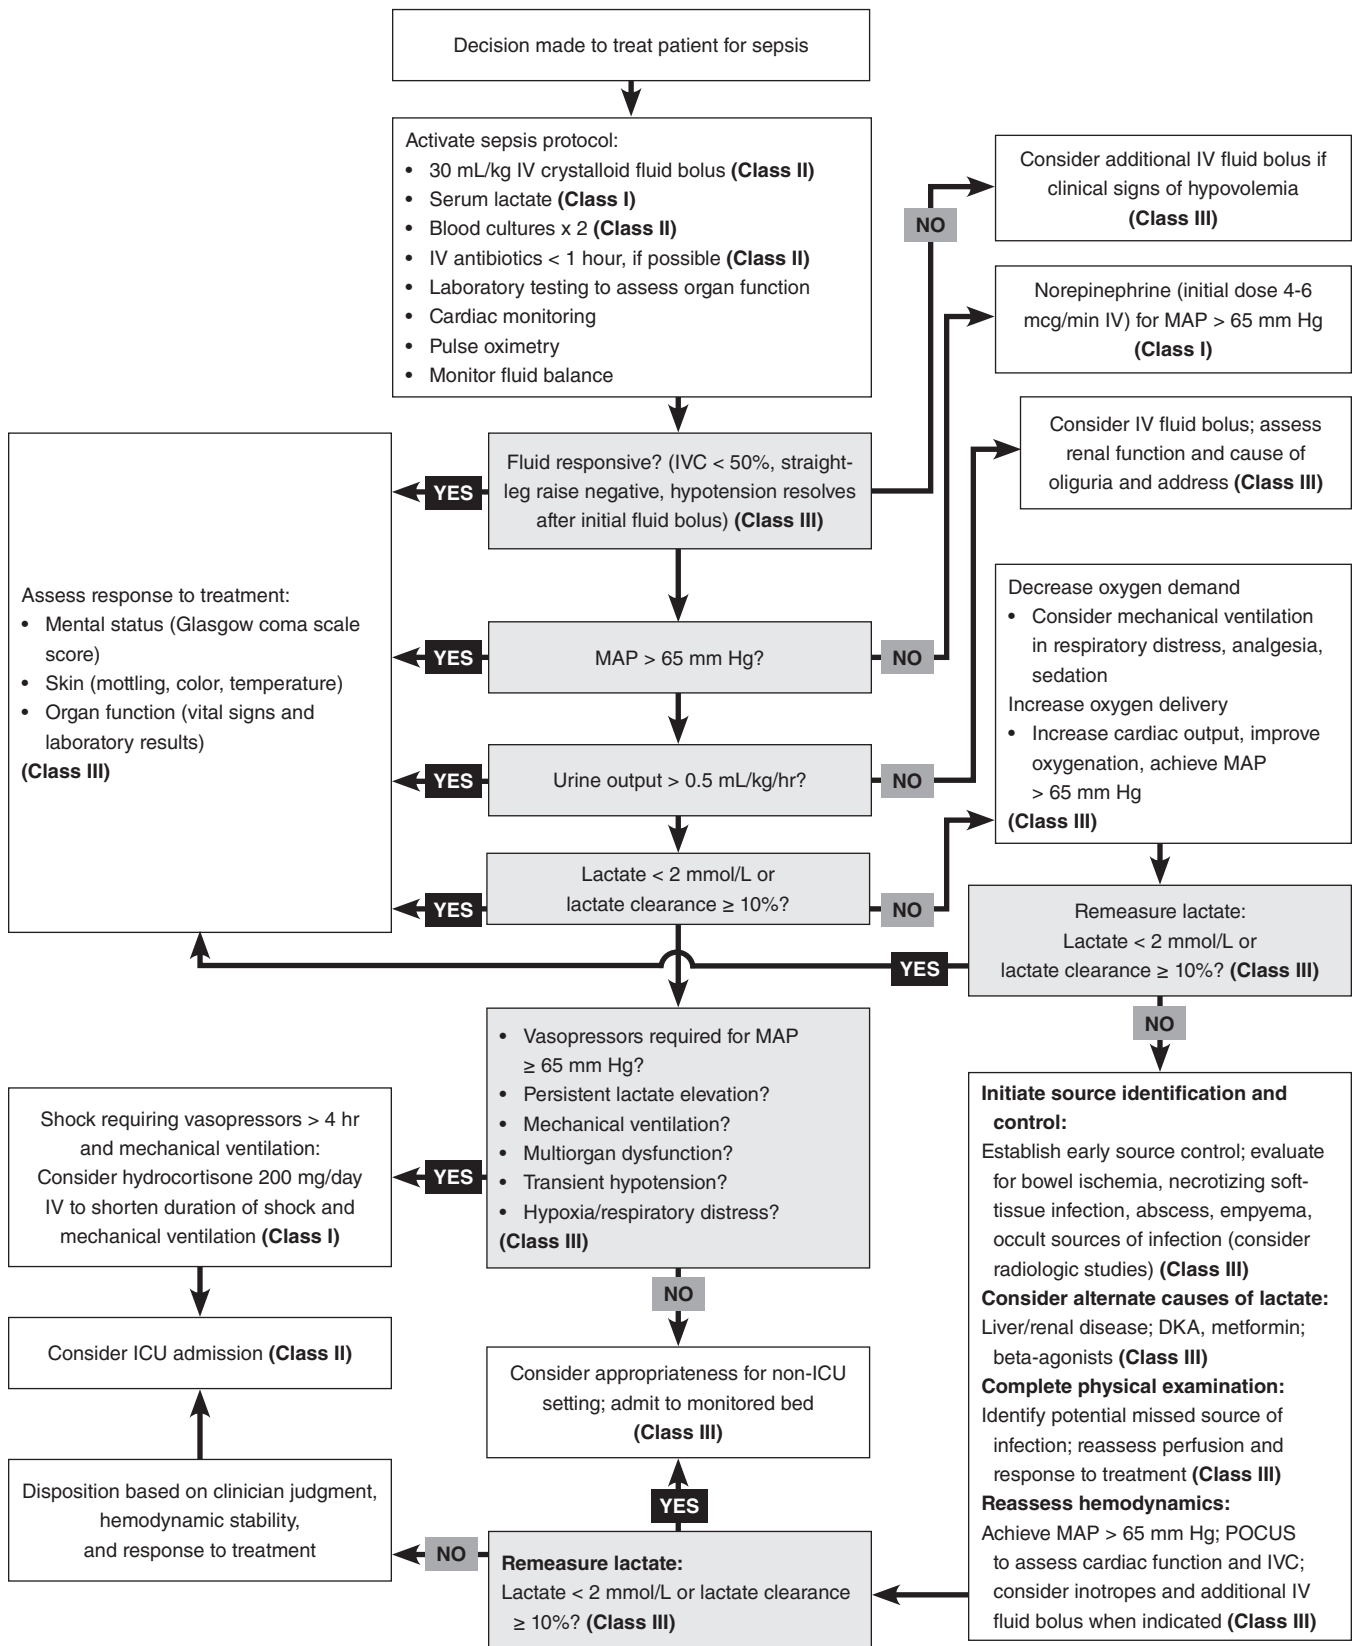 Decision made to treat patient for sepsis
Activate sepsis protocol:
• 30 mL/kg IV crystalloid fluid bolus (Class II)
• Serum lactate (Class I)
• Blood cultures x 2 (Class II)
• IV antibiotics < 1 hour, if possible (Class II)
• Laboratory testing to assess organ function
• Cardiac monitoring
• Pulse oximetry
• Monitor fluid balance
Consider additional IV fluid bolus if
clinical signs of hypovolemia
(Class III)
NO
Norepinephrine (initial dose 4-6
mcg/min IV) for MAP > 65 mm Hg
(Class I)
Consider IV fluid bolus; assess
renal function and cause of
oliguria and address (Class III)
Fluid responsive? (IVC < 50%, straight-
leg raise negative, hypotension resolves
after initial fluid bolus) (Class III)
YES
Assess response to treatment:
• Mental status (Glasgow coma scale
score)
• Skin (mottling, color, temperature)
• Organ function (vital signs and
laboratory results)
(Class III)
YES
MAP > 65 mm Hg?
NO
YES
Urine output > 0.5 mL/kg/hr?
NO
Decrease oxygen demand
• Consider mechanical ventilation
in respiratory distress, analgesia,
sedation
Increase oxygen delivery
• Increase cardiac output, improve
oxygenation, achieve MAP
> 65 mm Hg
(Class III)
YES
Lactate < 2 mmol/L or
lactate clearance ≥ 10%?
NO
Remeasure lactate:
Lactate < 2 mmol/L or
lactate clearance ≥ 10%? (Class III)
YES
NO
• Vasopressors required for MAP
≥ 65 mm Hg?
• Persistent lactate elevation?
• Mechanical ventilation?
• Multiorgan dysfunction?
• Transient hypotension?
• Hypoxia/respiratory distress?
(Class III)
YES
Shock requiring vasopressors > 4 hr
and mechanical ventilation:
Consider hydrocortisone 200 mg/day
IV to shorten duration of shock and
mechanical ventilation (Class I)
NO
Consider ICU admission (Class II)
Consider appropriateness for non-ICU
setting; admit to monitored bed
(Class III)
Initiate source identification and
control:
Establish early source control; evaluate
for bowel ischemia, necrotizing soft-
tissue infection, abscess, empyema,
occult sources of infection (consider
radiologic studies) (Class III)
Consider alternate causes of lactate:
Liver/renal disease; DKA, metformin;
beta-agonists (Class III)
Complete physical examination:
Identify potential missed source of
infection; reassess perfusion and
response to treatment (Class III)
Reassess hemodynamics:
Achieve MAP > 65 mm Hg; POCUS
to assess cardiac function and IVC;
consider inotropes and additional IV
fluid bolus when indicated (Class III)
Disposition based on clinician judgment,
hemodynamic stability,
and response to treatment
YES
NO
Remeasure lactate:
Lactate < 2 mmol/L or lactate clearance
≥ 10%? (Class III)